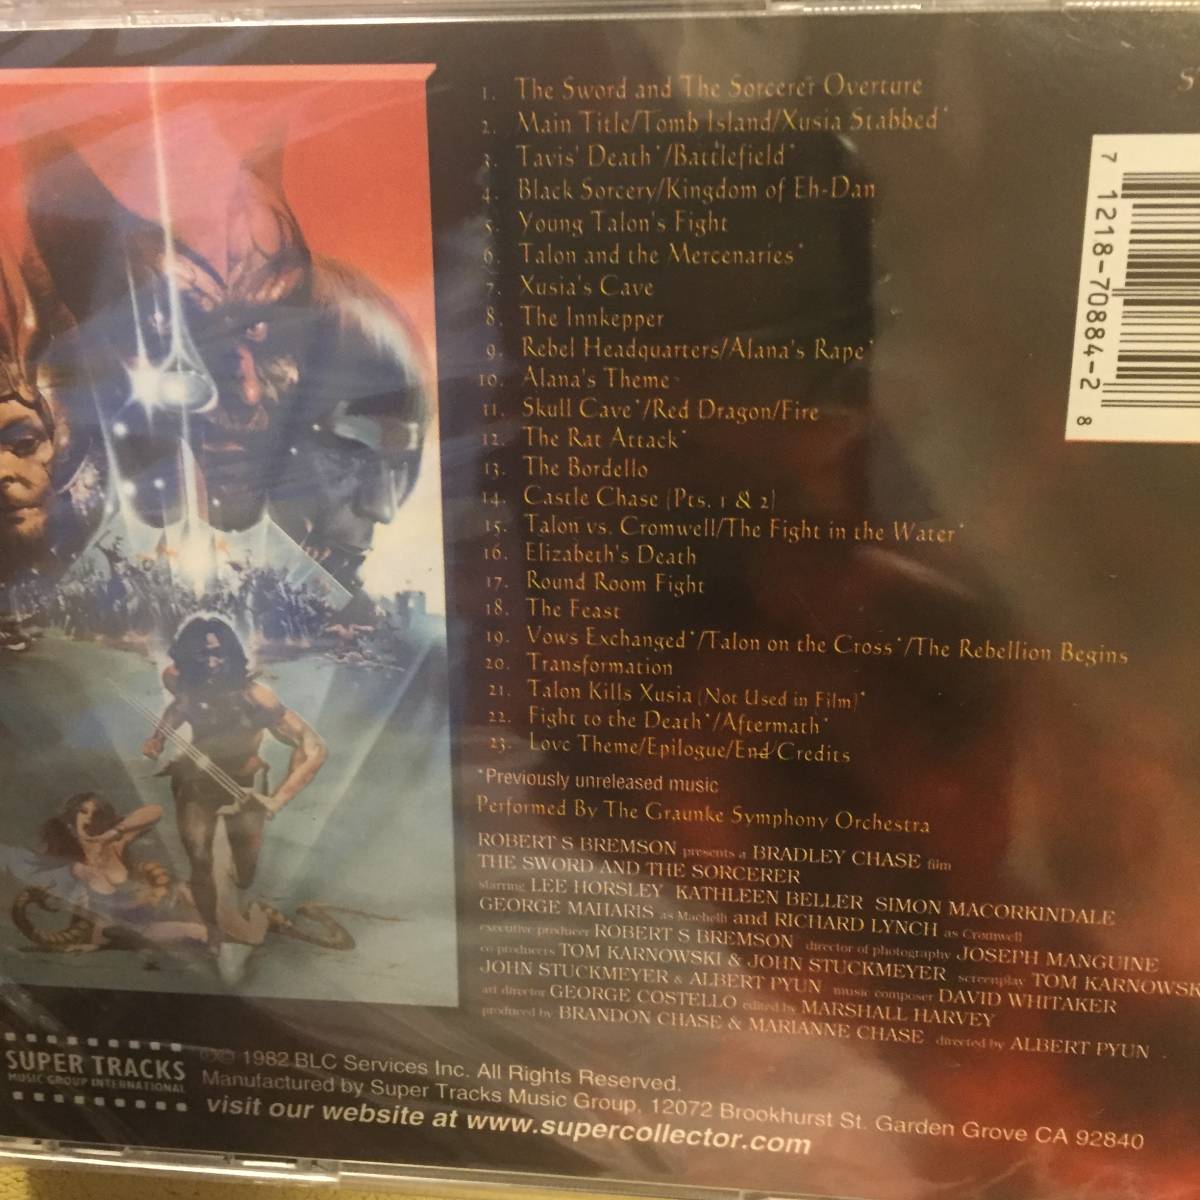 1. The Sword and The Sorcerer Overture
2. Main Title/Tomb Island/Xusia Stabbed*
3. Tavis' Death*/Battlefield*
4. Black Sorcery/Kingdom of Eh-Dan
5. Young Talon's Fight
6. Talon and the Mercenaries*
7. Xusia's Cave
8. The Innkepper
9. Rebel Headquarters/Alana's Rape*
10. Alana's Theme
11. Skull Cave*/Red Dragon/Fire
12. The Rat Attack*
13. The Bordello
14. Castle Chase (Pts. 1 & 2)
15. Talon vs. Cromwell/The Fight in the Water*
16. Elizabeth's Death
17. Round Room Fight
18. The Feast
19. Vows Exchanged*/Talon on the Cross*/The Rebellion Begins
20. Transformation
21. Talon Kills Xusia (Not Used in Film)*
22. Fight to the Death*/Aftermath*
23. Love Theme/Epilogue/End Credits
*Previously unreleased music
Performed By The Graunke Symphony Orchestra
ROBERT S BREMSON presents a BRADLEY CHASE film
THE SWORD AND THE SORCERER
starring LEE HORSLEY KATHLEEN BELLER SIMON MACORKINDALE
GEORGE MAHARIS as Machelli and RICHARD LYNCH as Cromwell
executive producer ROBERT S BREMSON director of photography JOSEPH MANGUINE
co producers TOM KARNOWSKI & JOHN STUCKMEYER screenplay TOM KARNOWSK
JOHN STUCKMEYER & ALBERT PYUN music composer DAVID WHITAKER
art director GEORGE COSTELLO edited by MARSHALL HARVEY
produced by BRANDON CHASE & MARIANNE CHASE directed by ALBERT PYUN
7 1218-70884-2 8
SUPER TRACKS
MUSIC GROUP INTERNATIONAL
℗© 1982 BLC Services Inc. All Rights Reserved.
Manufactured by Super Tracks Music Group, 12072 Brookhurst St. Garden Grove CA 92840
visit our website at www.supercollector.com